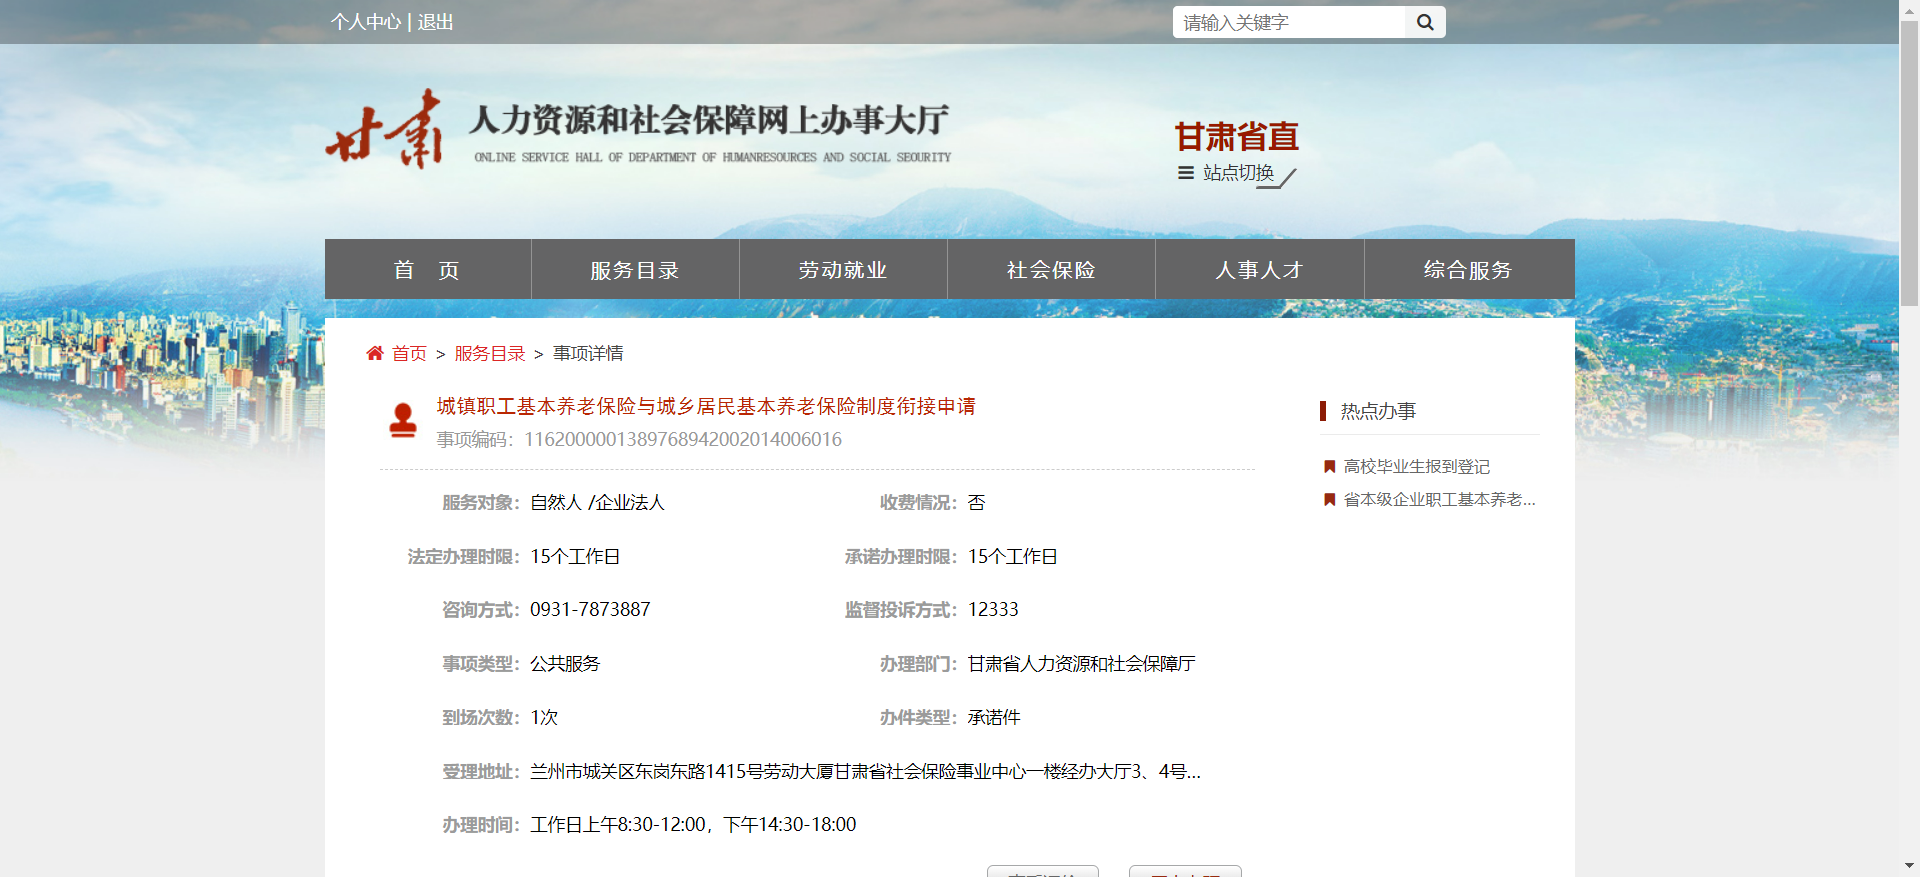 个人中心 | 退出
请输入关键字
甘肃 人力资源和社会保障网上办事大厅
ONLINE SERVICE HALL OF DEPARTMENT OF HUMANRESOURCES AND SOCIAL SEOURITY
甘肃省直
站点切换
首 页 服务目录 劳动就业 社会保险 人事人才 综合服务
首页 > 服务目录 > 事项详情
城镇职工基本养老保险与城乡居民基本养老保险制度衔接申请
事项编码：11620000013897689420020140060​16
服务对象：自然人 /企业法人 收费情况：否
法定办理时限：15个工作日 承诺办理时限：15个工作日
咨询方式：0931-7873887 监督投诉方式：12333
事项类型：公共服务 办理部门：甘肃省人力资源和社会保障厅
到场次数：1次 办件类型：承诺件
受理地址：兰州市城关区东岗东路1415号劳动大厦甘肃省社会保险事业中心一楼经办大厅3、4号...
办理时间：工作日上午8:30-12:00，下午14:30-18:00
热点办事
高校毕业生报到登记
省本级企业职工基本养老...